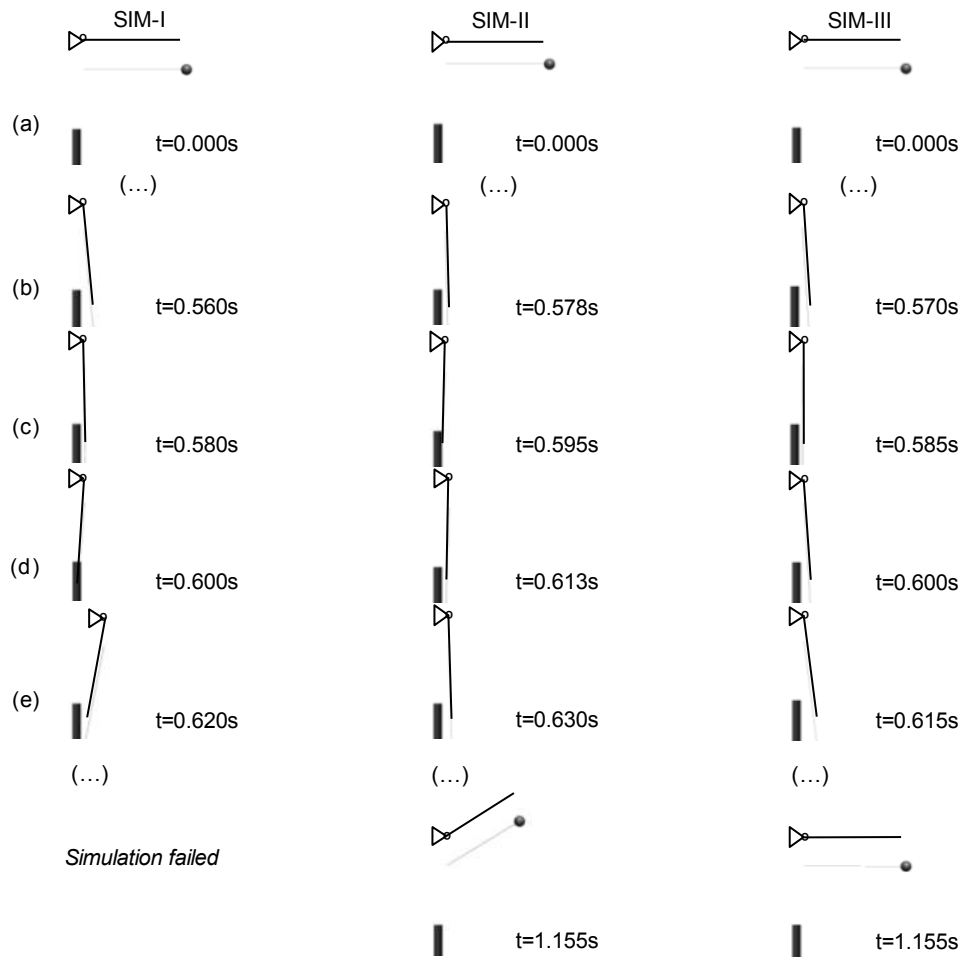 SIM-I SIM-II SIM-III
(a) t=0.000s t=0.000s t=0.000s
(…) (…) (…)
(b) t=0.560s t=0.578s t=0.570s
(c) t=0.580s t=0.595s t=0.585s
(d) t=0.600s t=0.613s t=0.600s
(e) t=0.620s t=0.630s t=0.615s
(…) (…) (…)
Simulation failed
t=1.155s t=1.155s